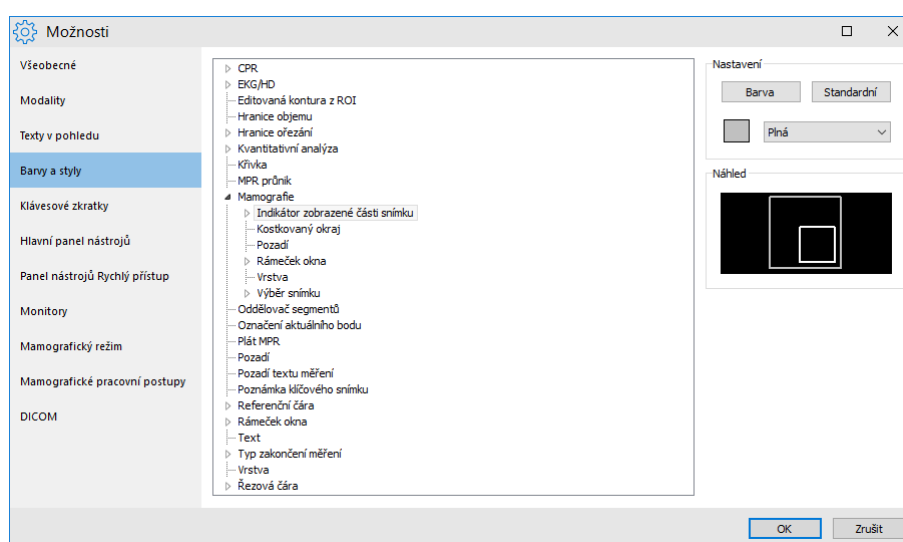 Možnosti
Všeobecné
Modality
Texty v pohledu
Barvy a styly
Klávesové zkratky
Hlavní panel nástrojů
Panel nástrojů Rychlý přístup
Monitory
Mamografický režim
Mamografické pracovní postupy
DICOM
CPR
EKG/HD
Editovaná kontura z ROI
Hranice objemu
Hranice ořezání
Kvantitativní analýza
Křivka
MPR průnik
Mamografie
Indikátor zobrazené části snímku
Kostkovaný okraj
Pozadí
Rámeček okna
Vrstva
Výběr snímku
Oddělovač segmentů
Označení aktuálního bodu
Plát MPR
Pozadí
Pozadí textu měření
Poznámka klíčového snímku
Referenční čára
Rámeček okna
Text
Typ zakončení měření
Vrstva
Řezová čára
Nastavení
Barva Standardní
Plná
Náhled
OK Zrušit